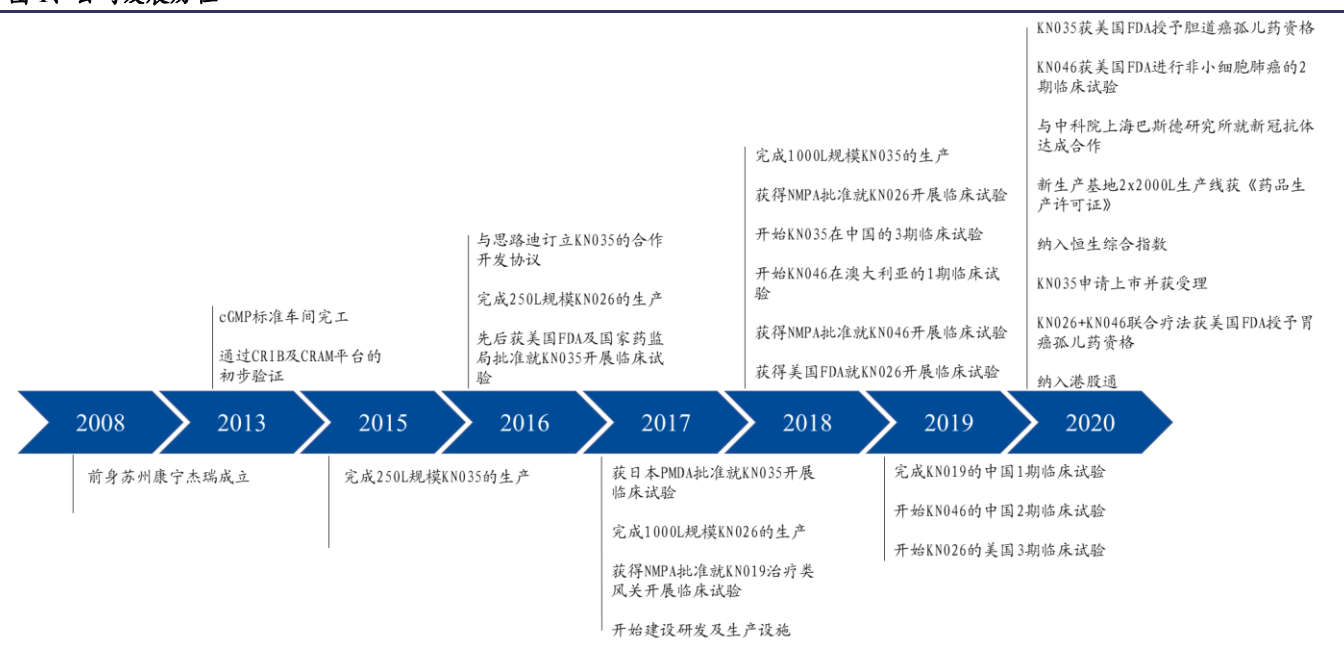 KN035获美国FDA授予胆道癌孤儿药资格
KN046获美国FDA进行非小细胞肺癌的2
期临床试验
与中科院上海巴斯德研究所就新冠抗体
达成合作
新生产基地2x2000L生产线获《药品生
产许可证》
纳入恒生综合指数
KN035申请上市并获受理
KN026+KN046联合疗法获美国FDA授予胃
癌孤儿药资格
纳入港股通
完成1000L规模KN035的生产
获得NMPA批准就KN026开展临床试验
开始KN035在中国的3期临床试验
开始KN046在澳大利亚的1期临床试
验
获得NMPA批准就KN046开展临床试验
获得美国FDA就KN026开展临床试验
与思路迪订立KN035的合作
开发协议
完成250L规模KN026的生产
先后获美国FDA及国家药监
局批准就KN035开展临床试
验
cGMP标准车间完工
通过CRIB及CRAM平台的
初步验证
2008
2013
2015
2016
2017
2018
2019
2020
前身苏州康宁杰瑞成立
完成250L规模KN035的生产
获日本PMDA批准就KN035开展
临床试验
完成1000L规模KN026的生产
获得NMPA批准就KN019治疗类
风关开展临床试验
开始建设研发及生产设施
完成KN019的中国1期临床试验
开始KN046的中国2期临床试验
开始KN026的美国3期临床试验